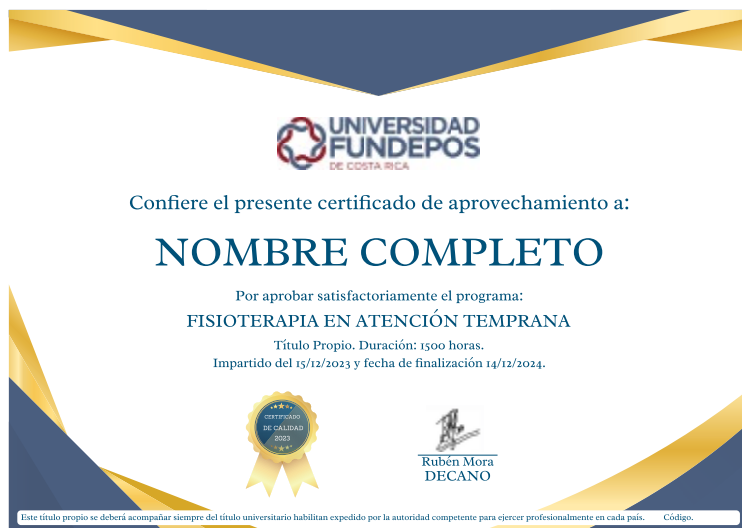 UNIVERSIDAD
FUNDEPOS
DE COSTA RICA
Confiere el presente certificado de aprovechamiento a:
NOMBRE COMPLETO
Por aprobar satisfactoriamente el programa:
FISIOTERAPIA EN ATENCIÓN TEMPRANA
Título Propio. Duración: 1500 horas.
Impartido del 15/12/2023 y fecha de finalización 14/12/2024.
CERTIFICADO
DE CALIDAD
2023
Rubén Mora
DECANO
Este título propio se deberá acompañar siempre del título universitario habilitan expedido por la autoridad competente para ejercer profesionalmente en cada país. Código.